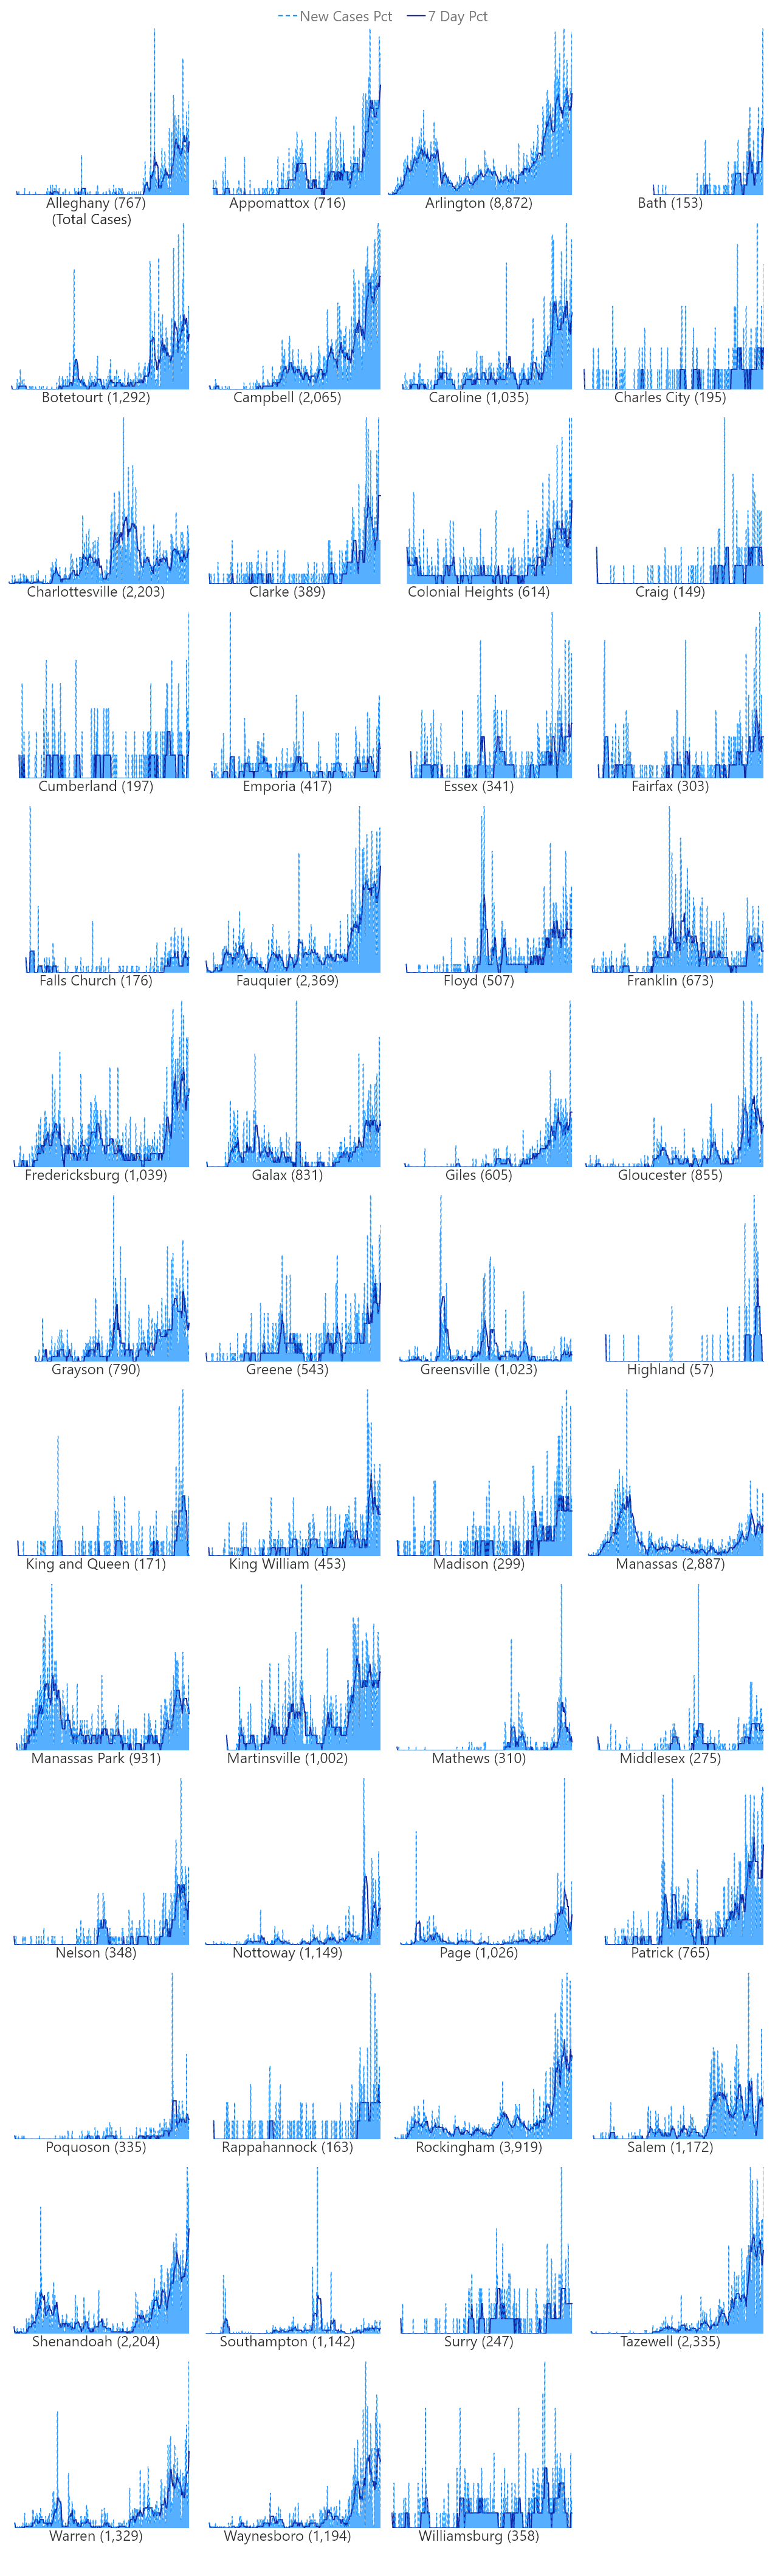 New Cases Pct 7 Day Pct
Alleghany (767) Appomattox (716) Arlington (8,872) Bath (153)
(Total Cases)
Botetourt (1,292) Campbell (2,065) Caroline (1,035) Charles City (195)
Charlottesville (2,203) Clarke (389) Colonial Heights (614) Craig (149)
Cumberland (197) Emporia (417) Essex (341) Fairfax (303)
Falls Church (176) Fauquier (2,369) Floyd (507) Franklin (673)
Fredericksburg (1,039) Galax (831) Giles (605) Gloucester (855)
Grayson (790) Greene (543) Greensville (1,023) Highland (57)
King and Queen (171) King William (453) Madison (299) Manassas (2,887)
Manassas Park (931) Martinsville (1,002) Mathews (310) Middlesex (275)
Nelson (348) Nottoway (1,149) Page (1,026) Patrick (765)
Poquoson (335) Rappahannock (163) Rockingham (3,919) Salem (1,172)
Shenandoah (2,204) Southampton (1,142) Surry (247) Tazewell (2,335)
Warren (1,329) Waynesboro (1,194) Williamsburg (358)